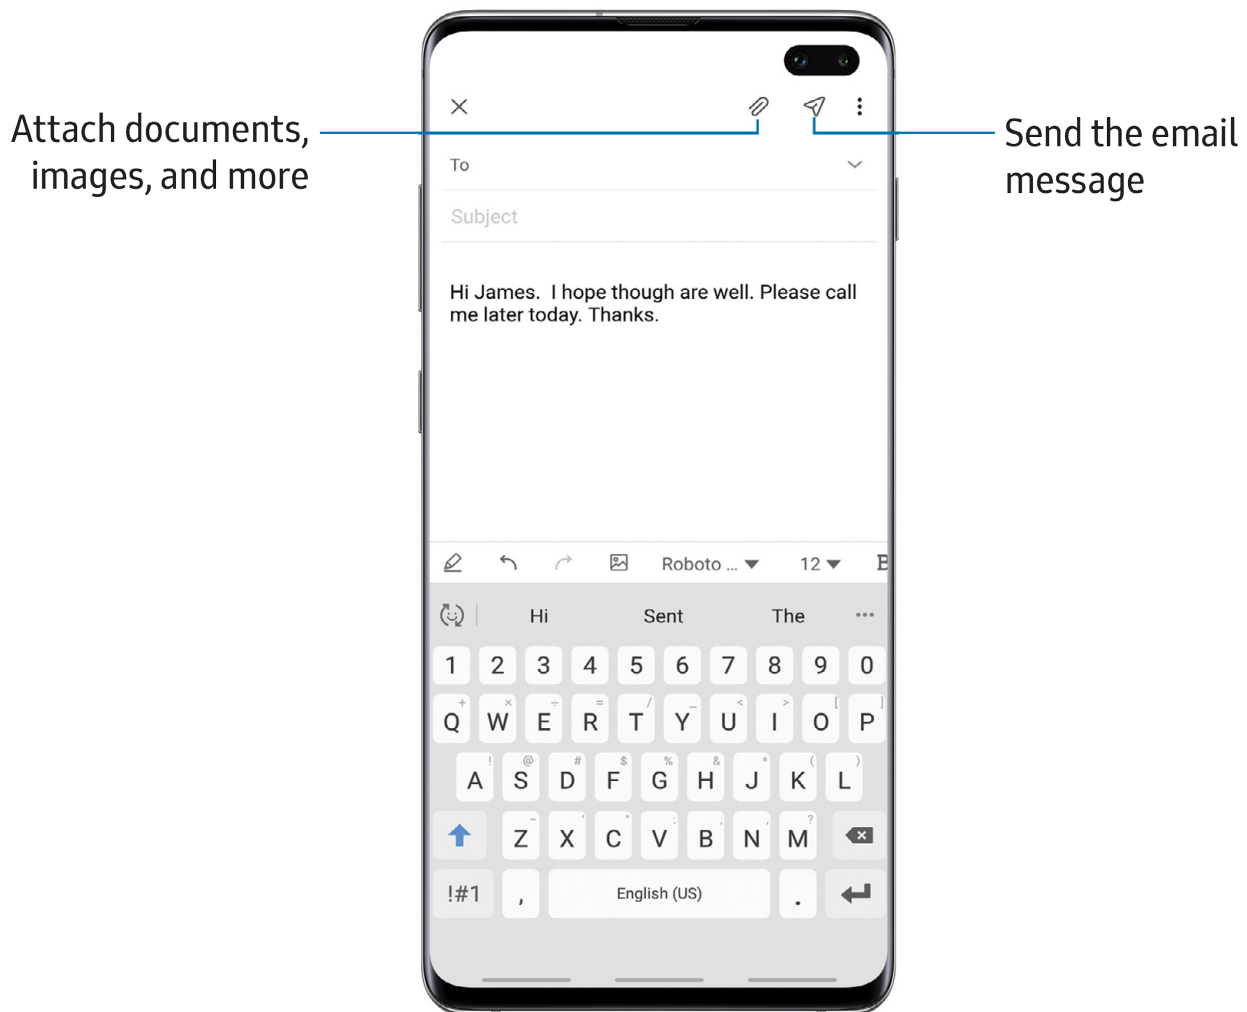 Attach documents,
images, and more
Send the email
message
To
Subject
Hi James.  I hope though are well. Please call
me later today. Thanks.
Roboto ... 12 B
Hi Sent The ...
1 2 3 4 5 6 7 8 9 0
+ × ÷ = / _ < > [ ]
Q W E R T Y U I O P
! @ # $ % & * ( )
A S D F G H J K L
- ' " : ; , ?
Z X C V B N M
!#1 , English (US) .